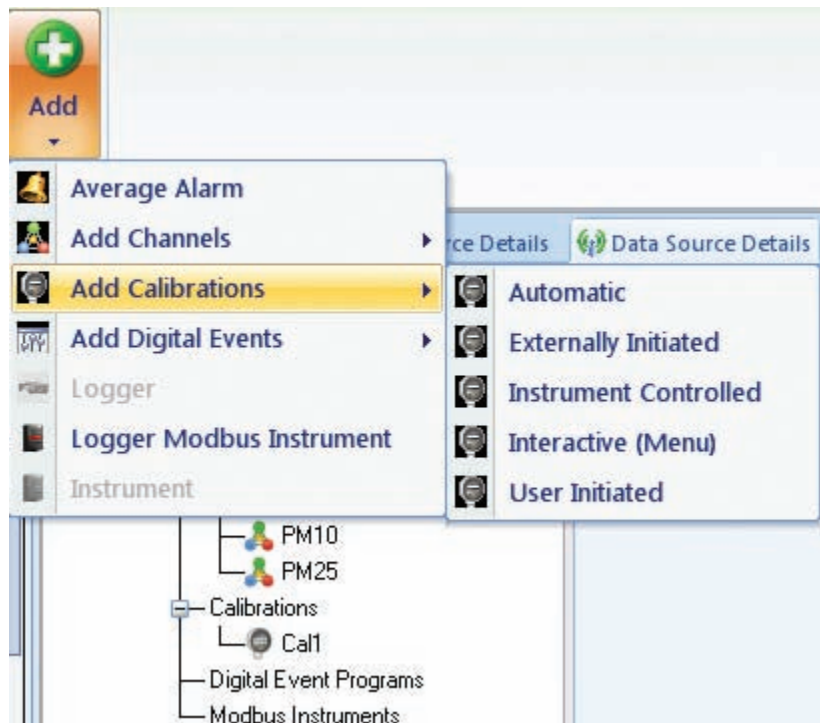 Add
Average Alarm
Add Channels
Add Calibrations
Add Digital Events
Logger
Logger Modbus Instrument
Instrument
Details
Data Source Details
Automatic
Externally Initiated
Instrument Controlled
Interactive (Menu)
User Initiated
PM10
PM25
Calibrations
Cal1
Digital Event Programs
Modbus Instruments